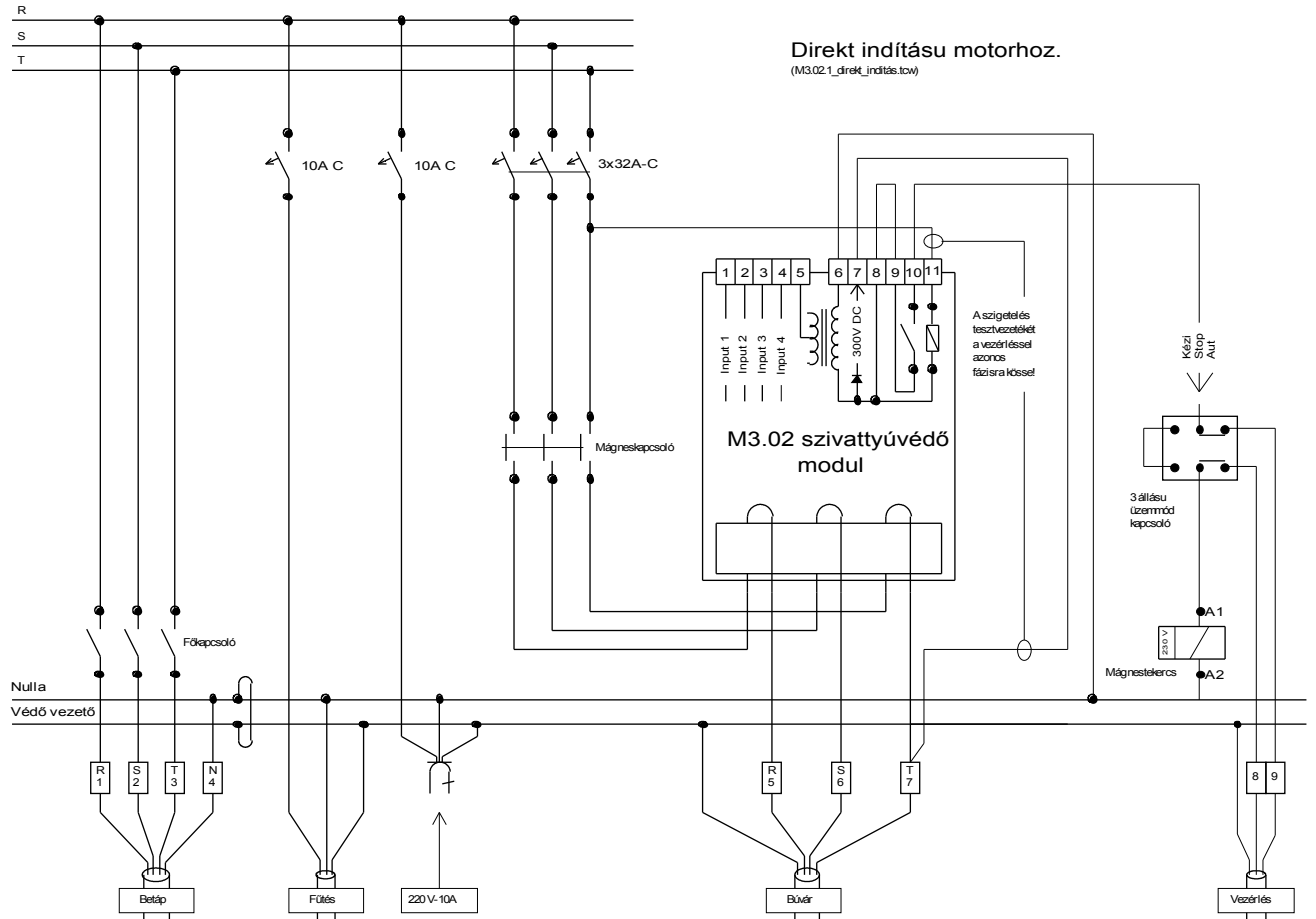 R
S
T
Direkt indításu motorhoz.
(M3.02.1_direkt_inditás.tcw)
10A C
10A C
3x32A-C
1 2 3 4 5 6 7 8 9 10 11
Input 1
Input 2
Input 3
Input 4
300V DC
A szigetelés
tesztvezetékét
a vezérléssel
azonos
fázisra kösse!
Kézi
Stop
Aut
M3.02 szivattyúvédő
modul
Mágneskapcsoló
3 állásu
üzemmód
kapcsoló
Főkapcsoló
A1
230 V
Mágnestekercs
A2
Nulla
Védő vezető
R
1
S
2
T
3
N
4
R
5
S
6
T
7
8 9
Betáp
Fűtés
220 V-10A
Búvár
Vezérlés